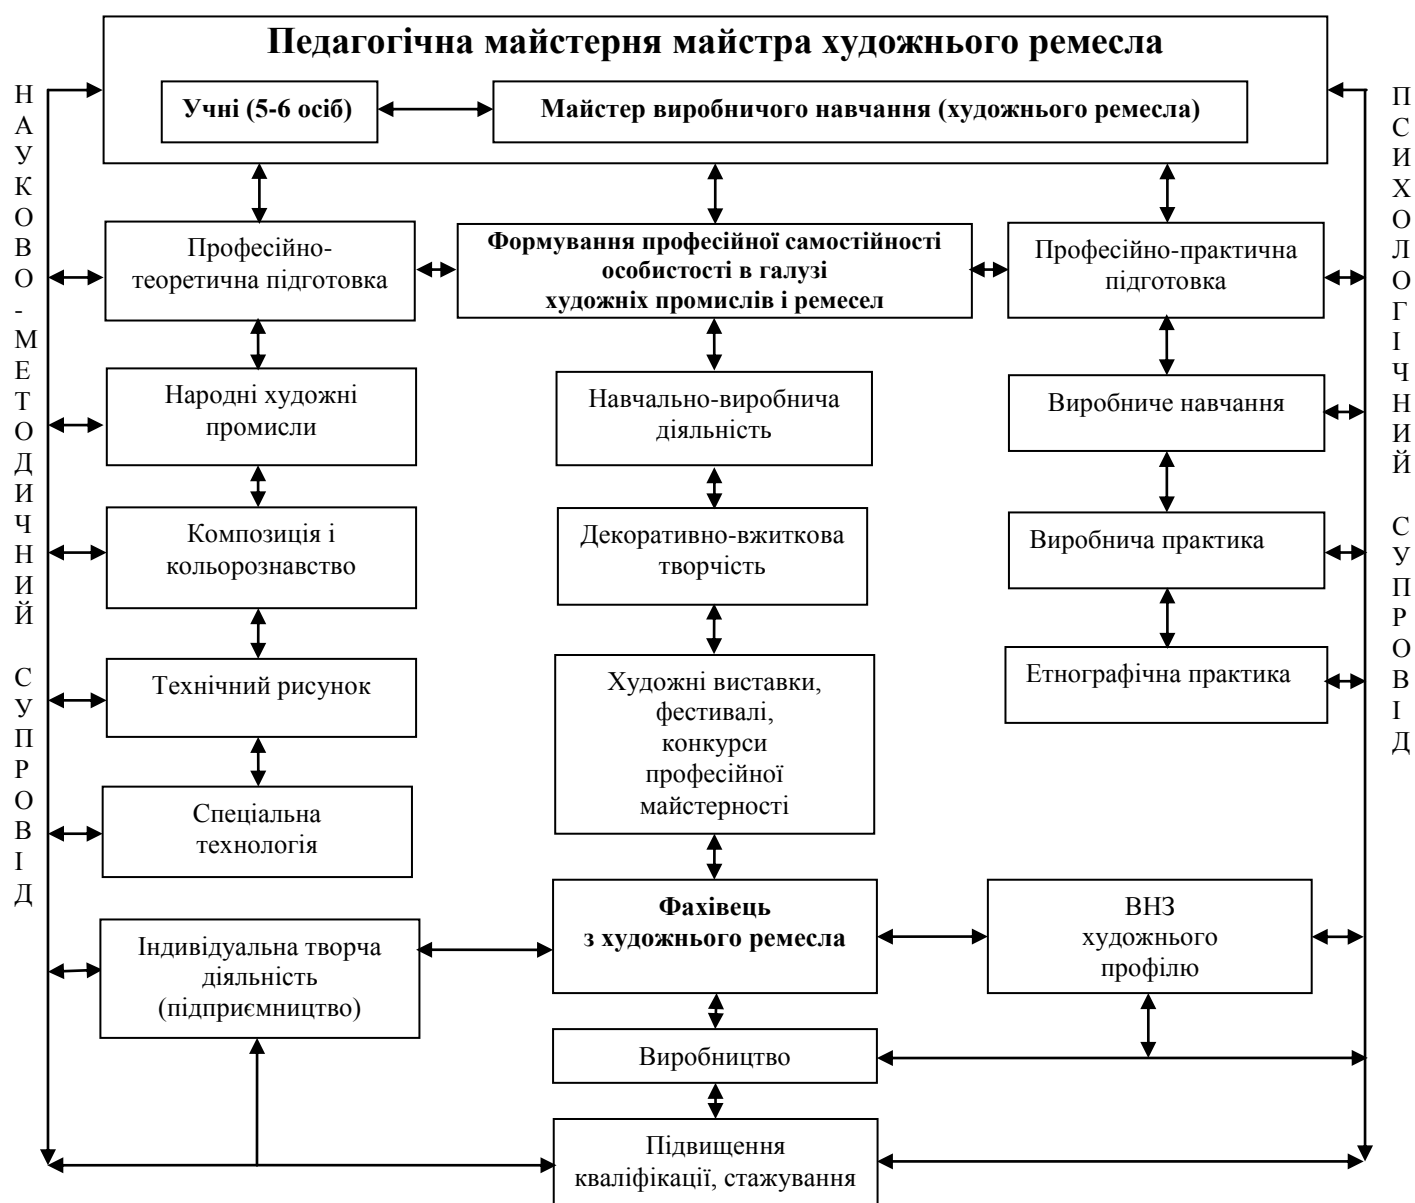 Педагогічна майстерня майстра художнього ремесла
Учні (5-6 осіб)
Майстер виробничого навчання (художнього ремесла)
НАУКОВО-МЕТОДИЧНИЙ СУПРОВІД
ПСИХОЛОГІЧНИЙ СУПРОВІД
Професійно-
теоретична підготовка
Формування професійної самостійності
особистості в галузі
художніх промислів і ремесел
Професійно-практична
підготовка
Народні художні
промисли
Навчально-виробнича
діяльність
Виробниче навчання
Композиція і
кольорознавство
Декоративно-вжиткова
творчість
Виробнича практика
Технічний рисунок
Художні виставки,
фестивалі,
конкурси
професійної
майстерності
Етнографічна практика
Спеціальна
технологія
Індивідуальна творча
діяльність
(підприємництво)
Фахівець
з художнього ремесла
ВНЗ
художнього
профілю
Виробництво
Підвищення
кваліфікації, стажування